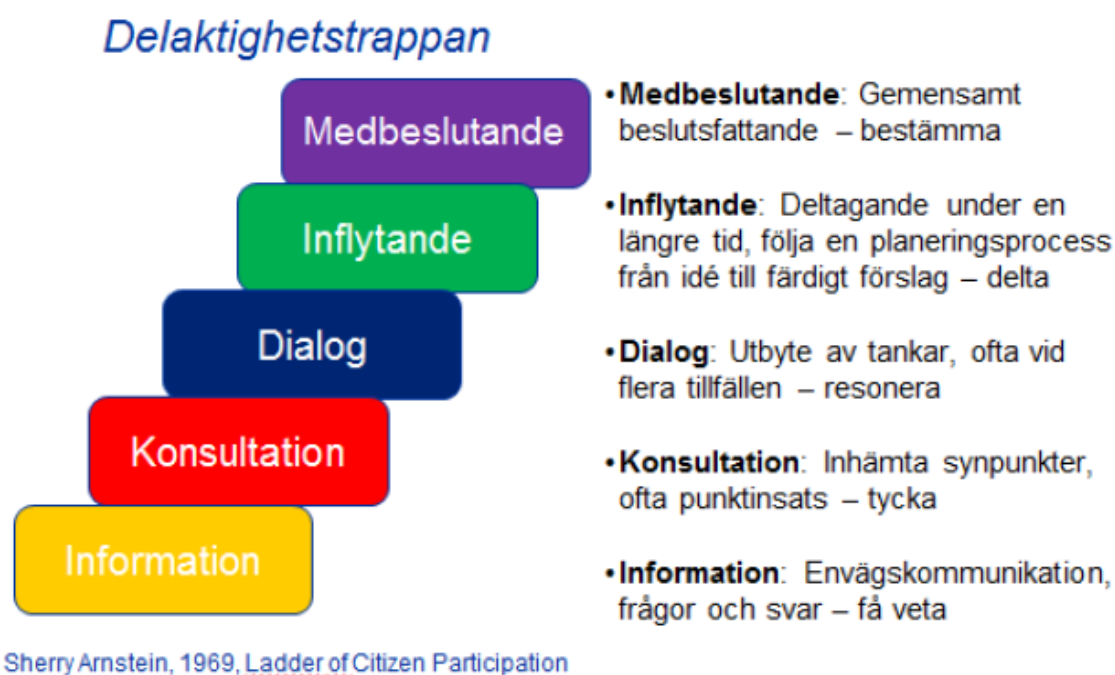 Delaktighetstrappan
Medbeslutande
Inflytande
Dialog
Konsultation
Information
•Medbeslutande: Gemensamt
beslutsfattande – bestämma
•Inflytande: Deltagande under en
längre tid, följa en planeringsprocess
från idé till färdigt förslag – delta
•Dialog: Utbyte av tankar, ofta vid
flera tillfällen – resonera
•Konsultation: Inhämta synpunkter,
ofta punktinsats – tycka
•Information: Envägskommunikation,
frågor och svar – få veta
Sherry Arnstein, 1969, Ladder of Citizen Participation